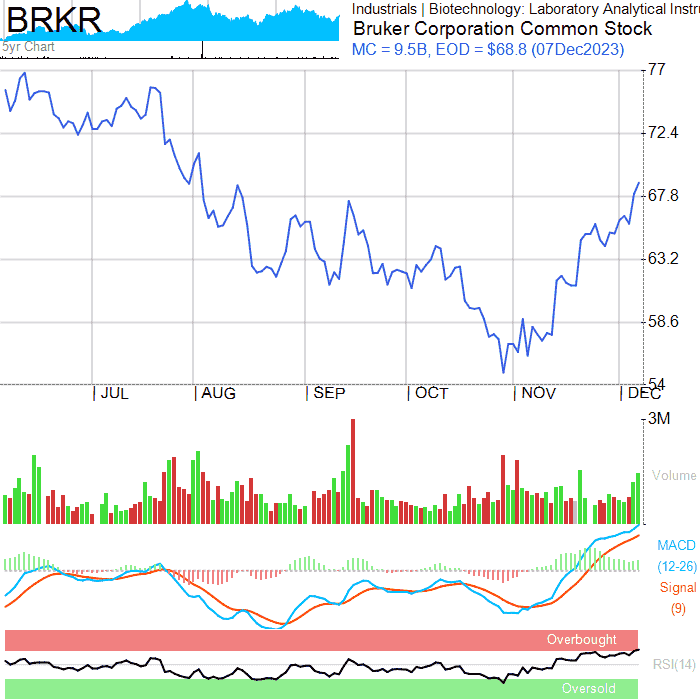 BRKR
5yr Chart
Industrials | Biotechnology: Laboratory Analytical Instru
Bruker Corporation Common Stock
MC = 9.5B, EOD = $68.8 (07Dec2023)
77
72.4
67.8
63.2
58.6
54
| JUL | AUG | SEP | OCT | NOV | DEC
3M
Volume
MACD
(12-26)
Signal
(9)
Overbought
RSI(14)
Oversold